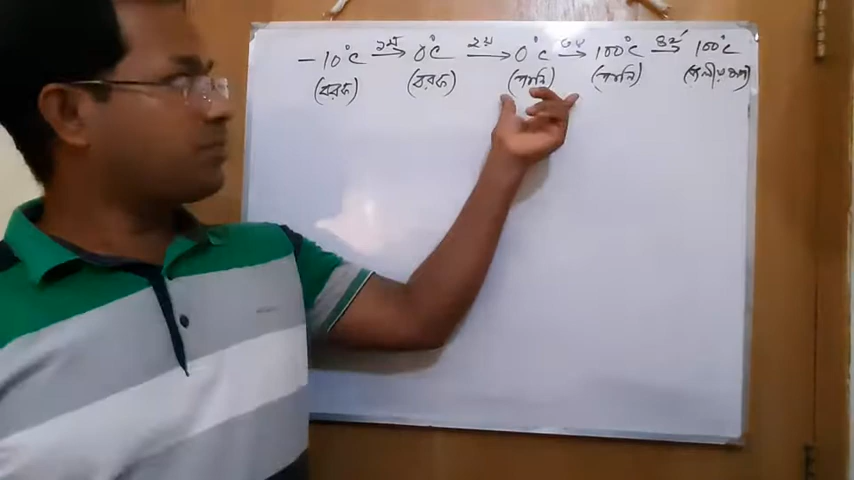 -10°C ১ম→ 0°C ২য়→ 0°C ৩য়→ 100°C ৪র্থ→ 100°C
(বরফ) (বরফ) (পানি) (পানি) (জলীয় বাষ্প)